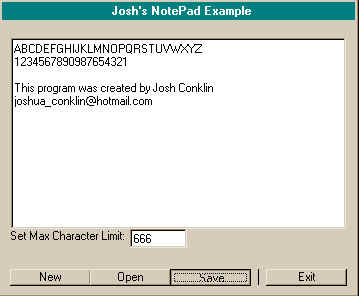 Josh's NotePad Example
ABCDEFGHIJKLMNOPQRSTUVWXYZ
1234567890987654321
This program was created by Josh Conklin
joshua_conklin@hotmail.com
Set Max Character Limit: 666
New Open Save Exit